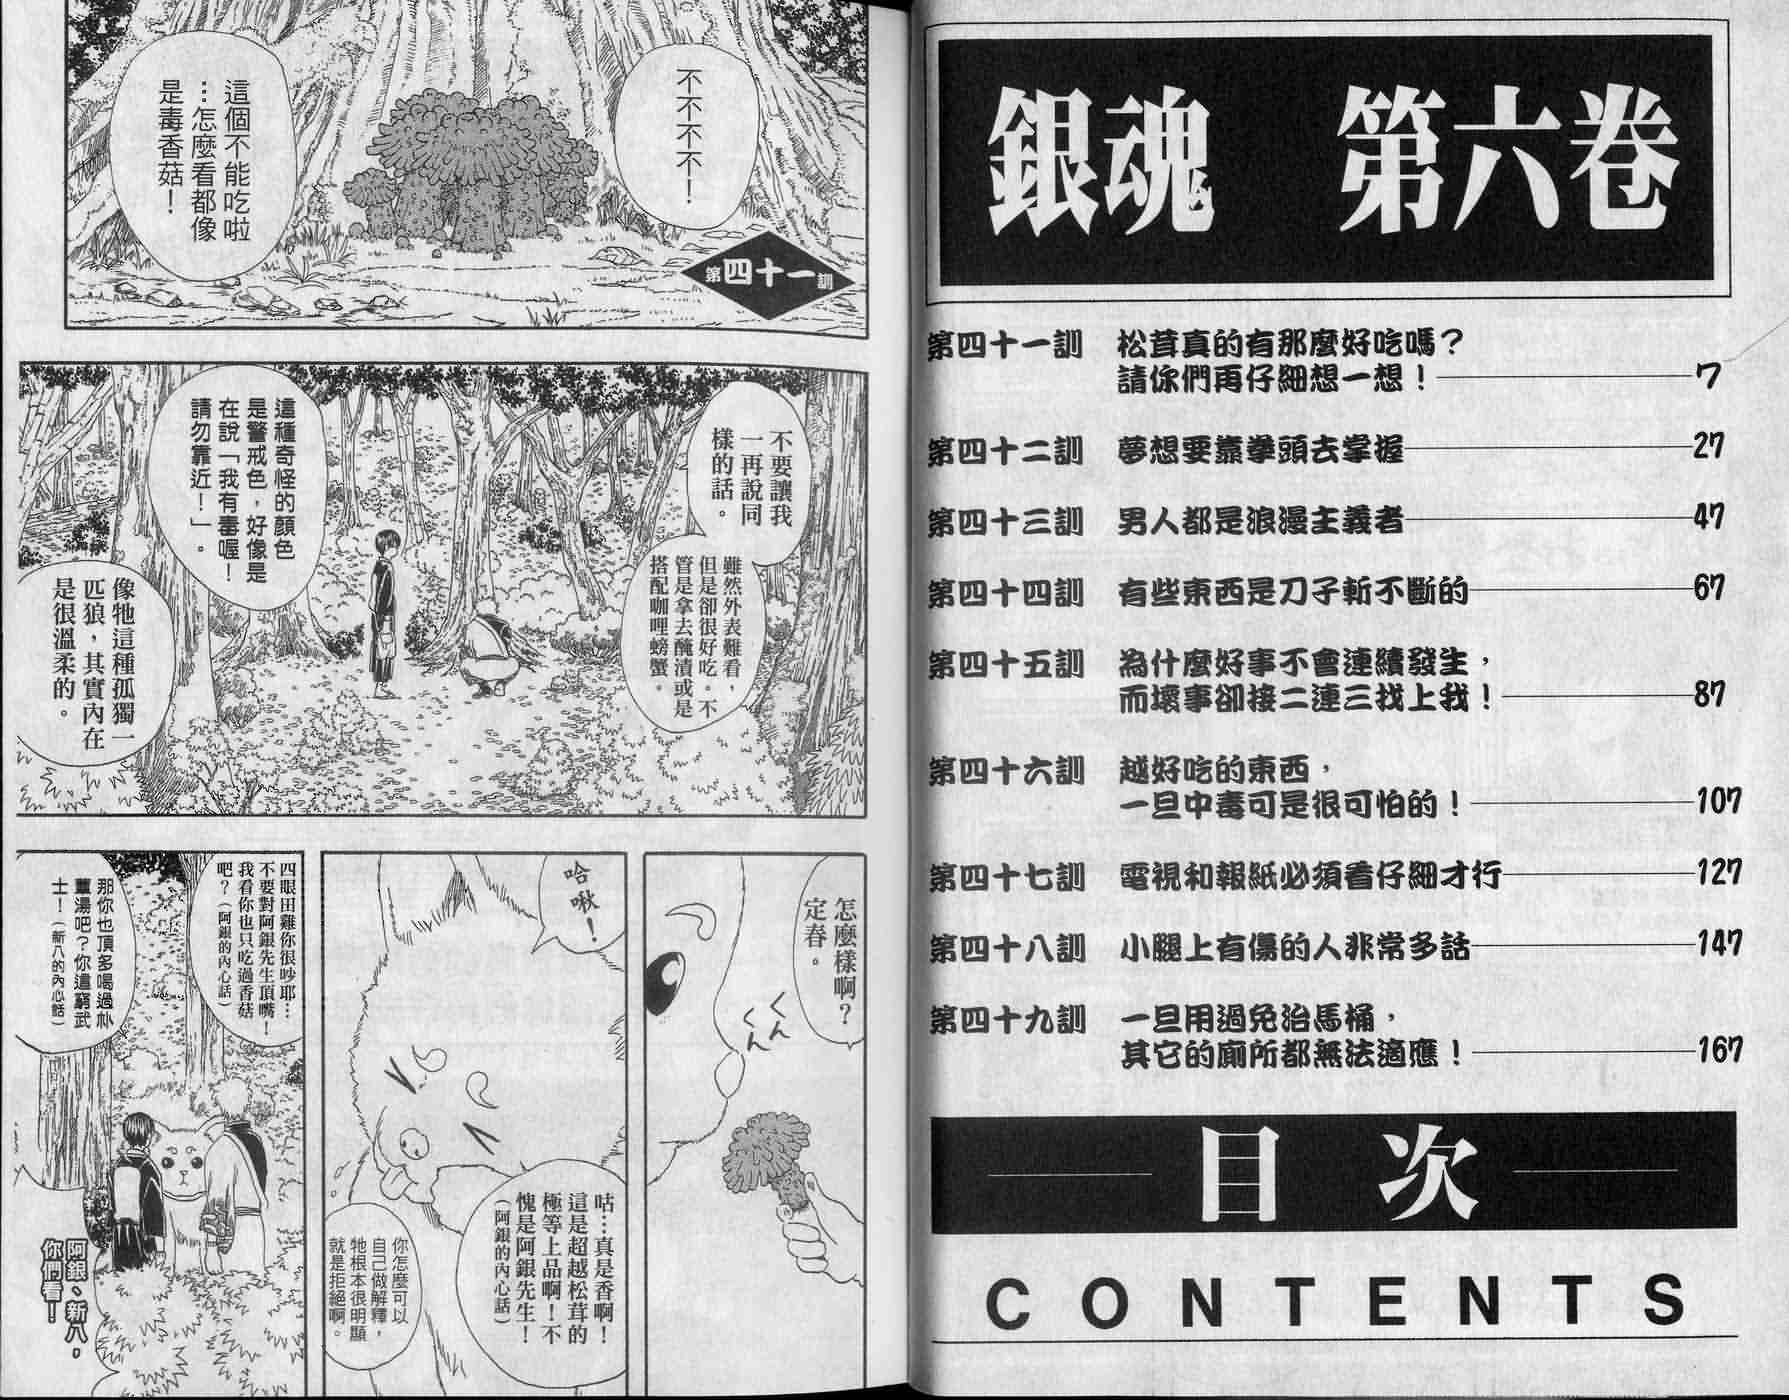 銀魂　第六卷
第四十一訓　松茸真的有那麼好吃嗎？
請你們再仔細想一想！ 7
第四十二訓　夢想要靠拳頭去掌握 27
第四十三訓　男人都是浪漫主義者 47
第四十四訓　有些東西是刀子斬不斷的 67
第四十五訓　為什麼好事不會連續發生，
而壞事卻接二連三找上我！ 87
第四十六訓　越好吃的東西，
一旦中毒可是很可怕的！ 107
第四十七訓　電視和報紙必須看仔細才行 127
第四十八訓　小腿上有傷的人非常多話 147
第四十九訓　一旦用過免治馬桶，
其它的廁所都無法適應！ 167
目次
CONTENTS
不不不不！
這個不能吃啦
…怎麼看都像
是毒香菇！
第四十一訓
不要讓我
一再說同
樣的話。
雖然外表難看，
但是卻很好吃。不
管是拿去醃漬或是
搭配咖哩螃蟹。
這種奇怪的顏色
是警戒色，好像是
在說「我有毒喔！
請勿靠近！」。
像牠這種孤獨一
匹狼，其實內在
是很溫柔的。
怎麼樣啊？
定春。
くん
くん
哈啾！
咕…真是香啊！
這是超越松茸的
極等上品啊！不
愧是阿銀先生！
（阿銀的內心話）
你怎麼可以
自己做解釋，
牠根本很明顯
就是拒絕啊。
四眼田雞你很吵耶…
不要對阿銀先生頂嘴！
我看你也只吃過香菇
吧？（阿銀的內心話）
那你也頂多喝過朴
蕈湯吧？你這窮武
士！（新八的內心話）
阿銀、新八。
你們看！